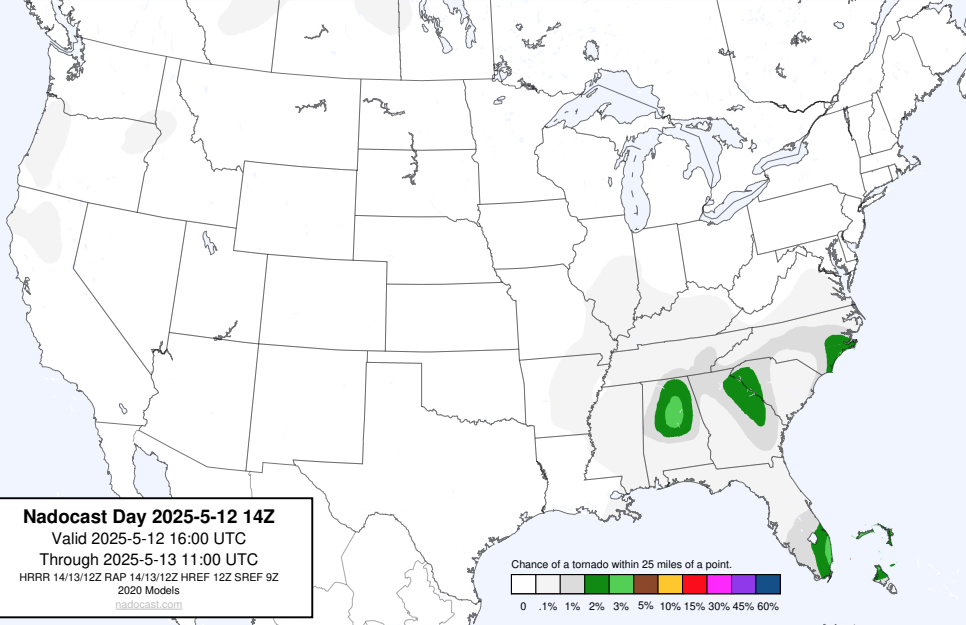 Nadocast Day 2025-5-12 14Z
Valid 2025-5-12 16:00 UTC
Through 2025-5-13 11:00 UTC
HRRR 14/13/12Z RAP 14/13/12Z HREF 12Z SREF 9Z
2020 Models
nadocast.com
Chance of a tornado within 25 miles of a point.
0 .1% 1% 2% 3% 5% 10% 15% 30% 45% 60%